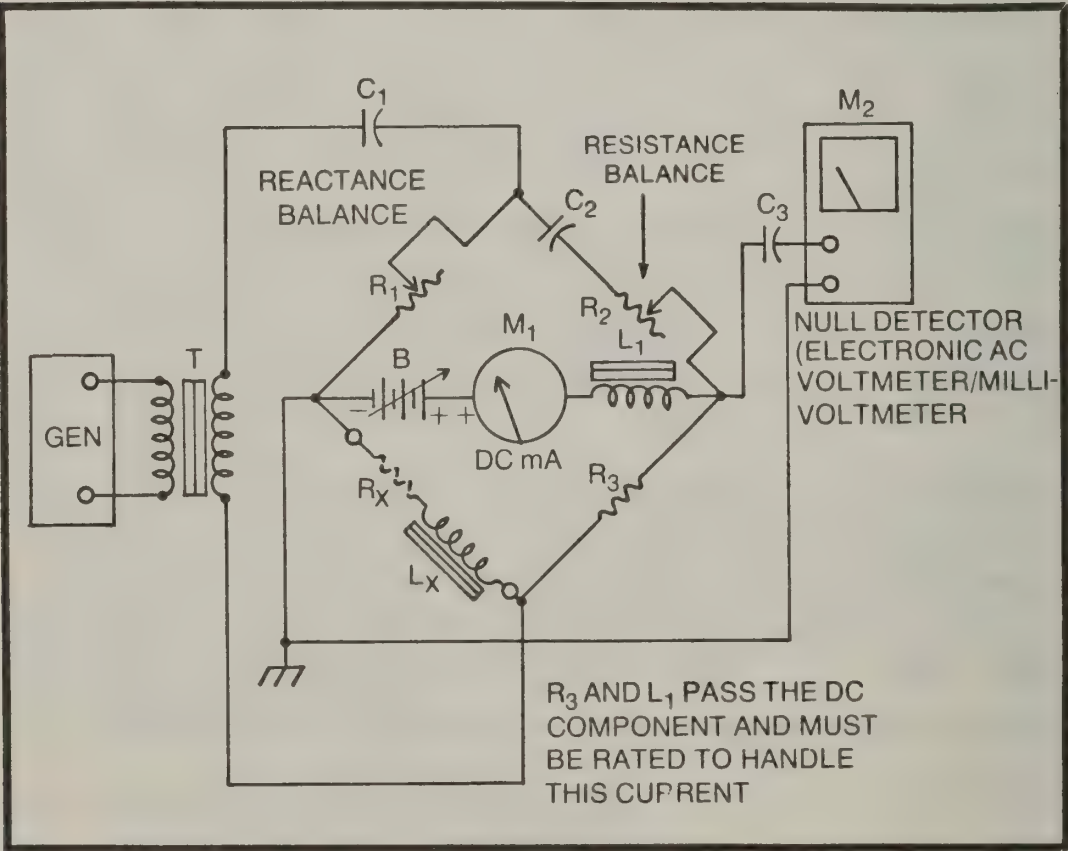 C1
M2
RESISTANCE
BALANCE
REACTANCE
BALANCE
C2
C3
R1
R2
M1
L1
NULL DETECTOR
(ELECTRONIC AC
VOLTMETER/MILLI-
VOLTMETER
T
B
− + +
GEN
DC mA
RX
R3
LX
R3 AND L1 PASS THE DC
COMPONENT AND MUST
BE RATED TO HANDLE
THIS CURRENT